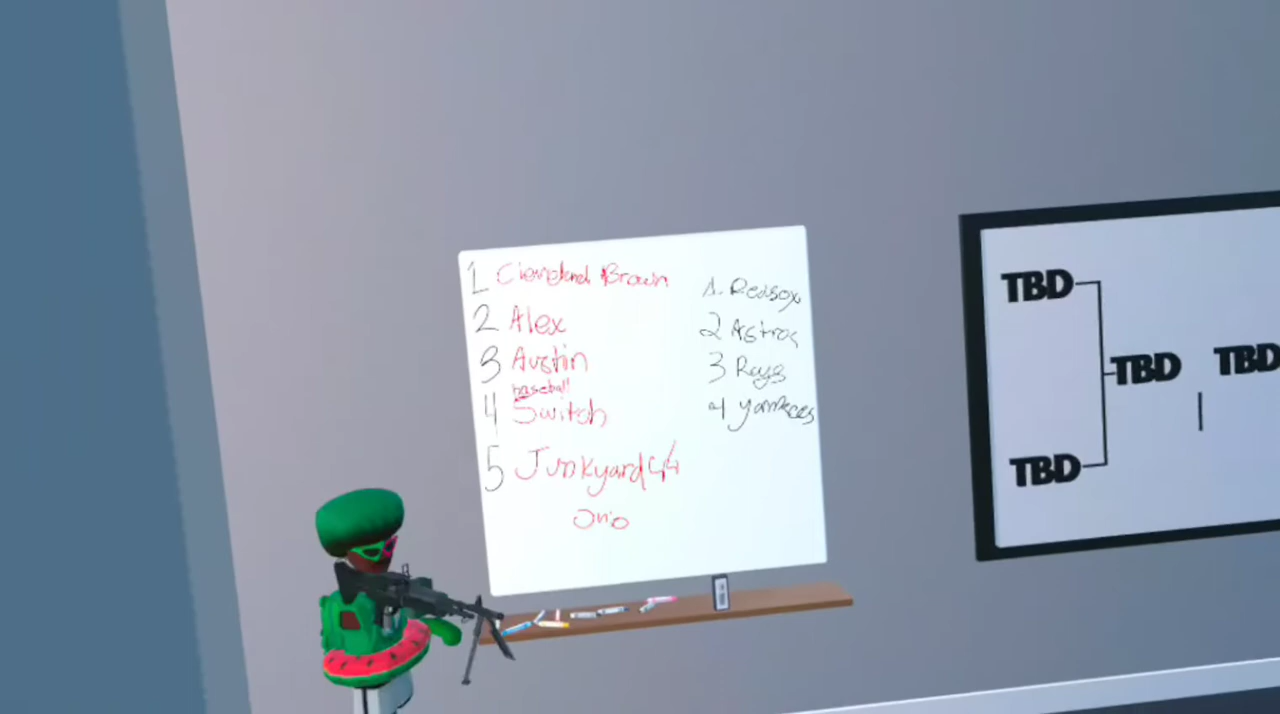 1 Cleveland Brown
2 Alex
3 Austin
baseball
4 Switch
5 Junkyard44
Ohio
1. Redsox
2 Astros
3 Rays
4 Yankees
TBD
TBD
TBD
TBD